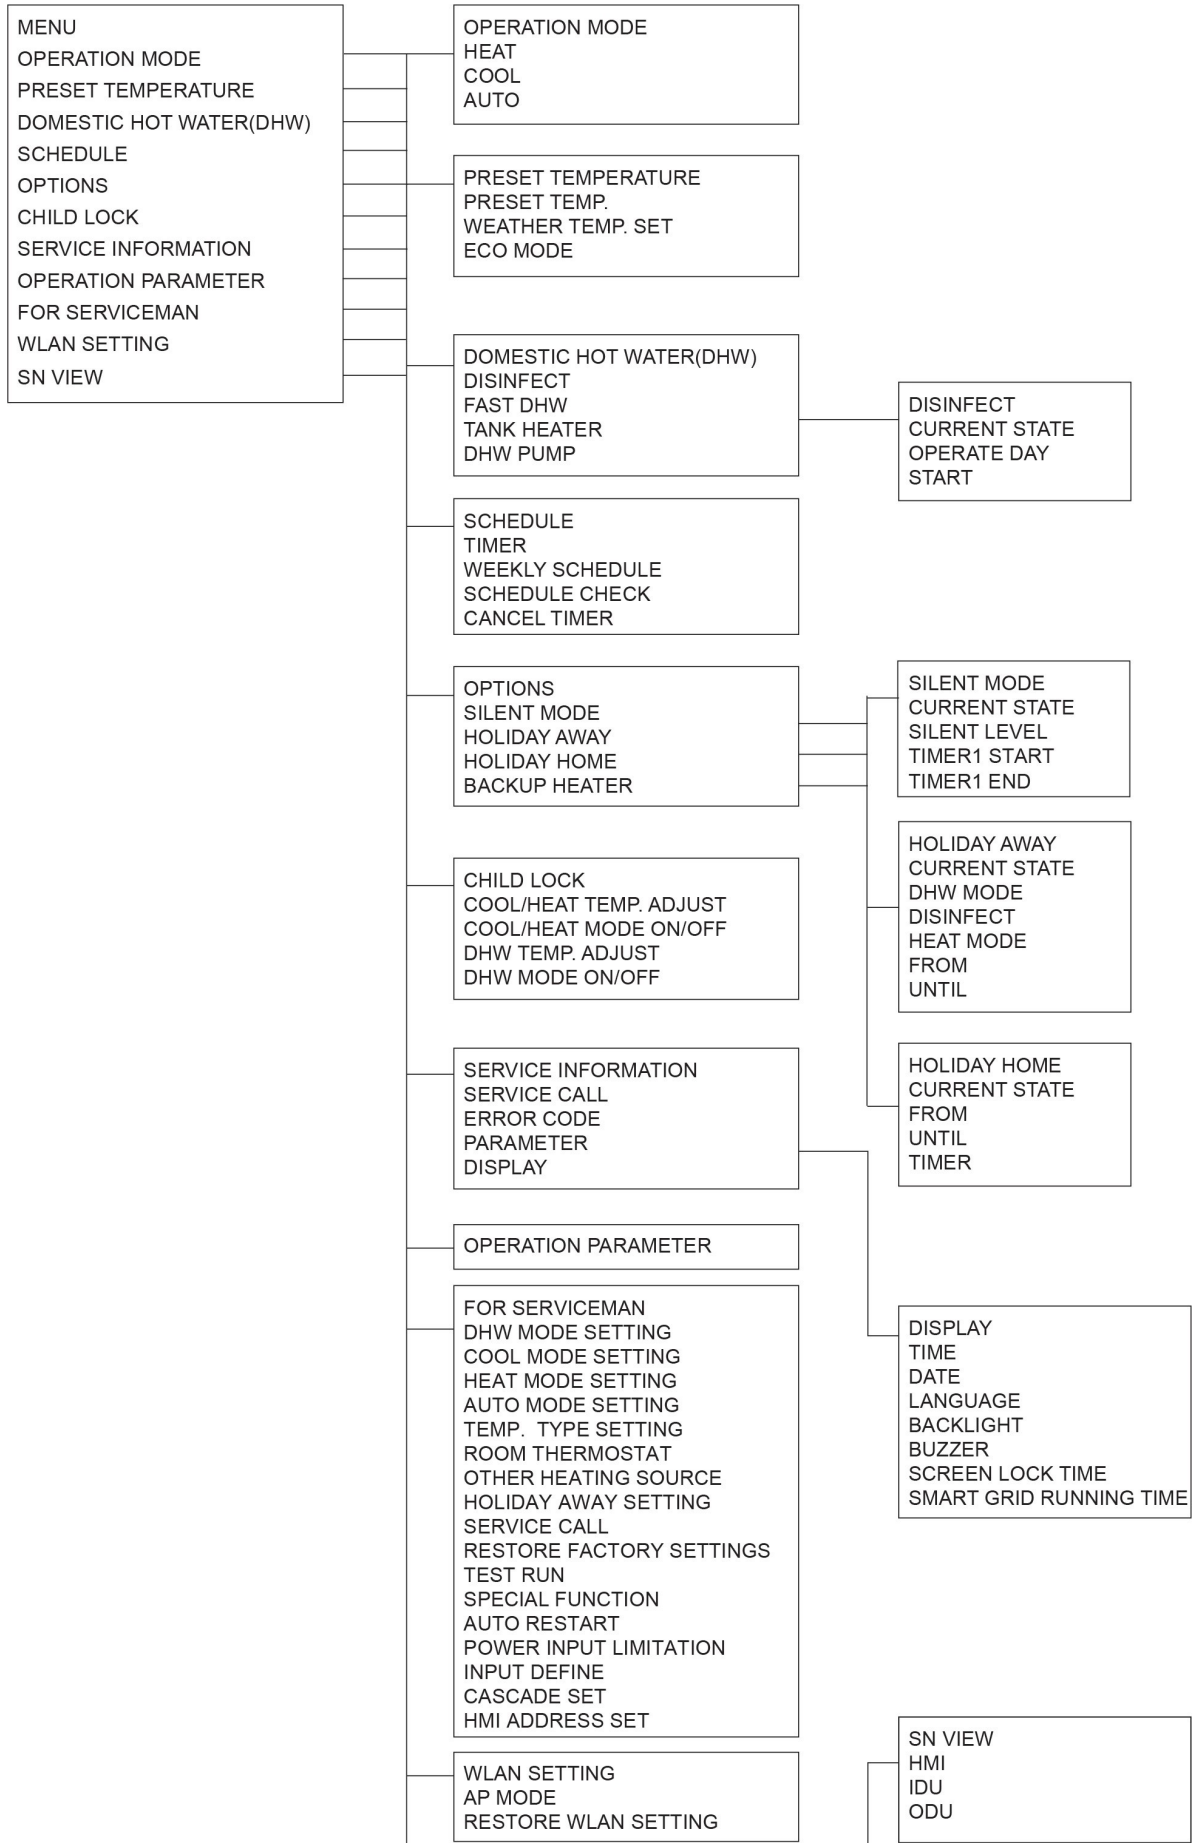 MENU
OPERATION MODE
PRESET TEMPERATURE
DOMESTIC HOT WATER(DHW)
SCHEDULE
OPTIONS
CHILD LOCK
SERVICE INFORMATION
OPERATION PARAMETER
FOR SERVICEMAN
WLAN SETTING
SN VIEW
OPERATION MODE
HEAT
COOL
AUTO
PRESET TEMPERATURE
PRESET TEMP.
WEATHER TEMP. SET
ECO MODE
DOMESTIC HOT WATER(DHW)
DISINFECT
FAST DHW
TANK HEATER
DHW PUMP
DISINFECT
CURRENT STATE
OPERATE DAY
START
SCHEDULE
TIMER
WEEKLY SCHEDULE
SCHEDULE CHECK
CANCEL TIMER
OPTIONS
SILENT MODE
HOLIDAY AWAY
HOLIDAY HOME
BACKUP HEATER
SILENT MODE
CURRENT STATE
SILENT LEVEL
TIMER1 START
TIMER1 END
HOLIDAY AWAY
CURRENT STATE
DHW MODE
DISINFECT
HEAT MODE
FROM
UNTIL
HOLIDAY HOME
CURRENT STATE
FROM
UNTIL
TIMER
CHILD LOCK
COOL/HEAT TEMP. ADJUST
COOL/HEAT MODE ON/OFF
DHW TEMP. ADJUST
DHW MODE ON/OFF
SERVICE INFORMATION
SERVICE CALL
ERROR CODE
PARAMETER
DISPLAY
DISPLAY
TIME
DATE
LANGUAGE
BACKLIGHT
BUZZER
SCREEN LOCK TIME
SMART GRID RUNNING TIME
OPERATION PARAMETER
FOR SERVICEMAN
DHW MODE SETTING
COOL MODE SETTING
HEAT MODE SETTING
AUTO MODE SETTING
TEMP. TYPE SETTING
ROOM THERMOSTAT
OTHER HEATING SOURCE
HOLIDAY AWAY SETTING
SERVICE CALL
RESTORE FACTORY SETTINGS
TEST RUN
SPECIAL FUNCTION
AUTO RESTART
POWER INPUT LIMITATION
INPUT DEFINE
CASCADE SET
HMI ADDRESS SET
WLAN SETTING
AP MODE
RESTORE WLAN SETTING
SN VIEW
HMI
IDU
ODU